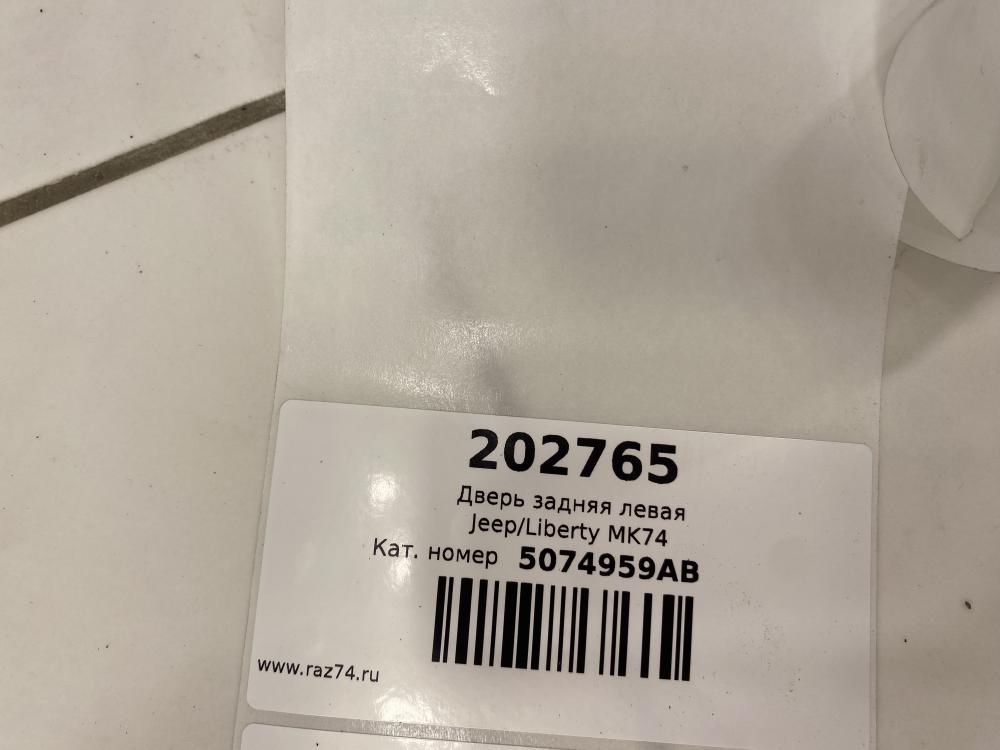 202765
Дверь задняя левая
Jeep/Liberty MK74
Кат. номер 5074959AB
www.raz74.ru